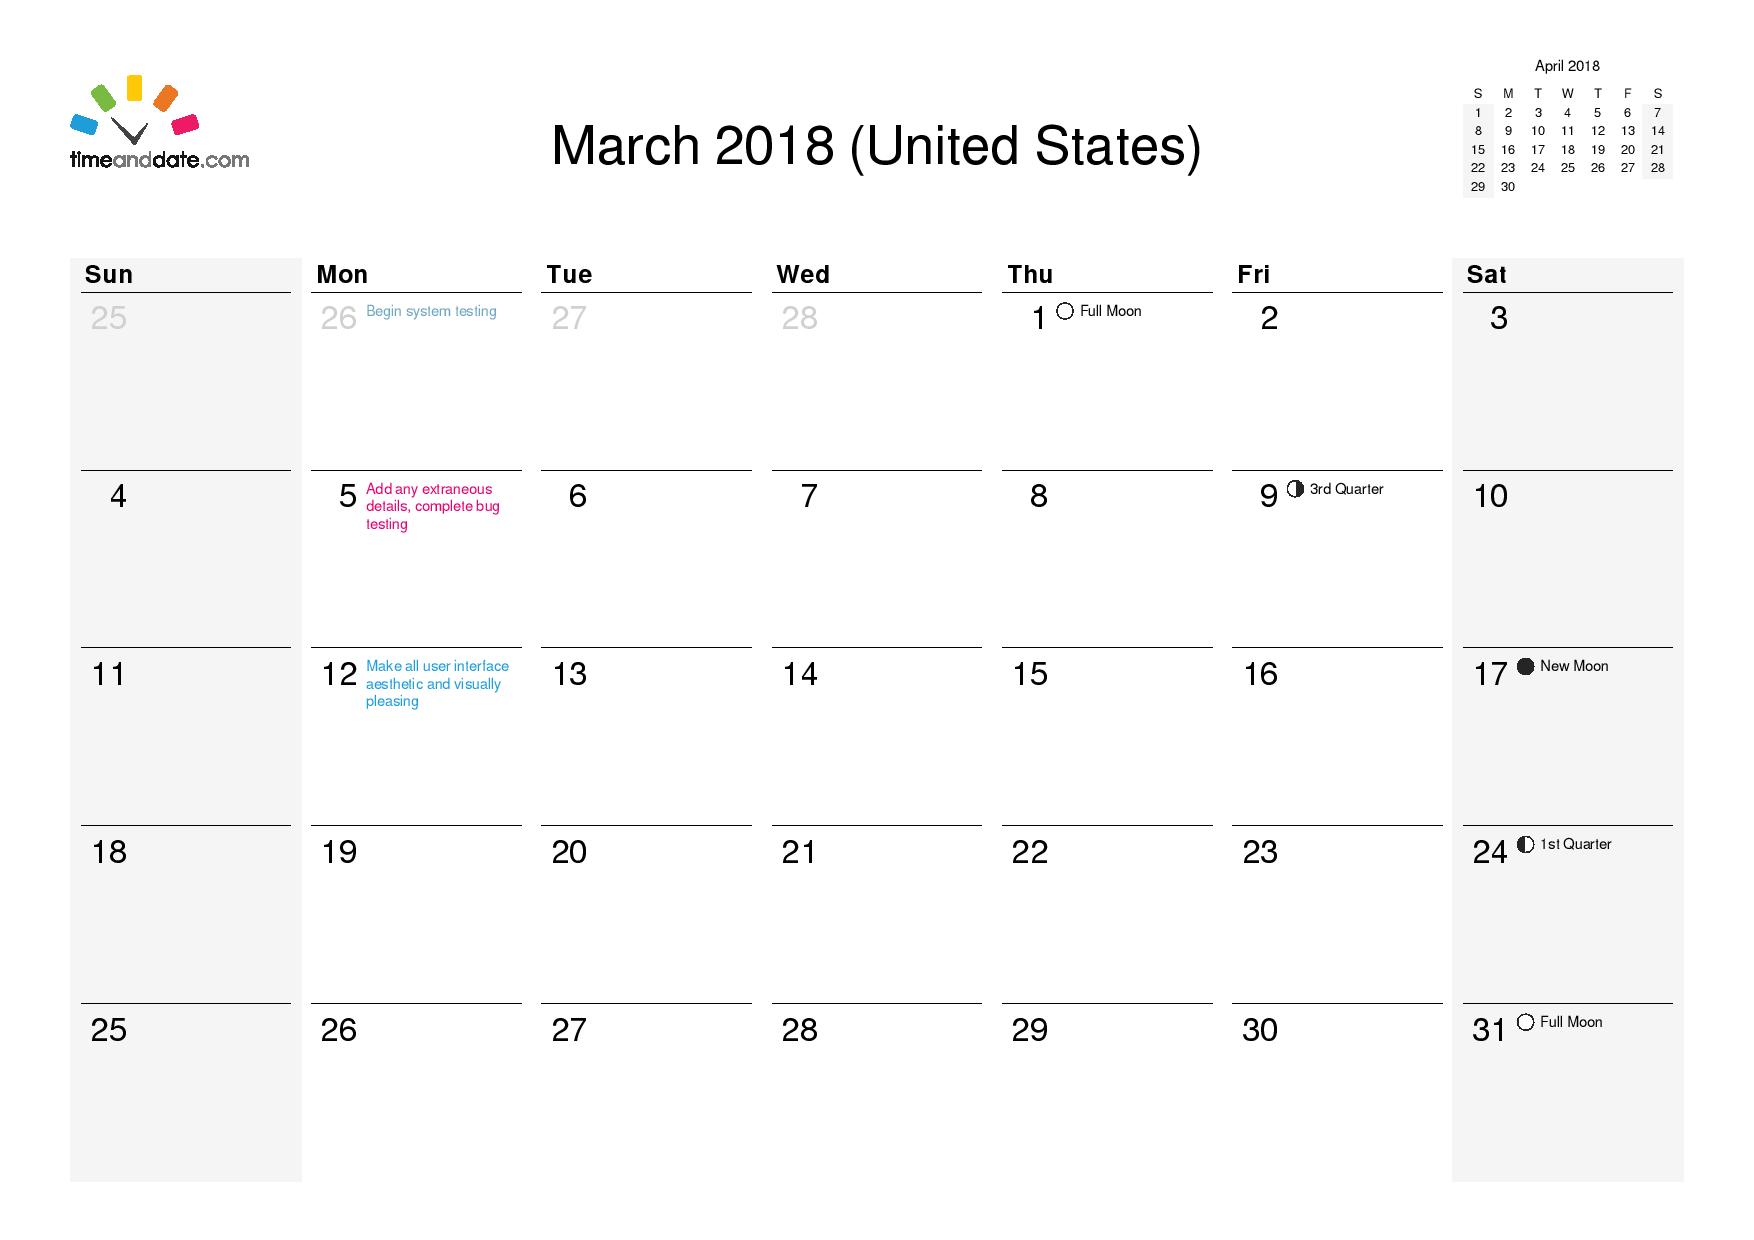 timeanddate.com
March 2018 (United States)
April 2018
S M T W T F S
1 2 3 4 5 6 7
8 9 10 11 12 13 14
15 16 17 18 19 20 21
22 23 24 25 26 27 28
29 30
Sun Mon Tue Wed Thu Fri Sat
25 26 Begin system testing 27 28 1 Full Moon 2 3
4 5 Add any extraneous 6 7 8 9 3rd Quarter 10
details, complete bug
testing
11 12 Make all user interface 13 14 15 16 17 New Moon
aesthetic and visually
pleasing
18 19 20 21 22 23 24 1st Quarter
25 26 27 28 29 30 31 Full Moon